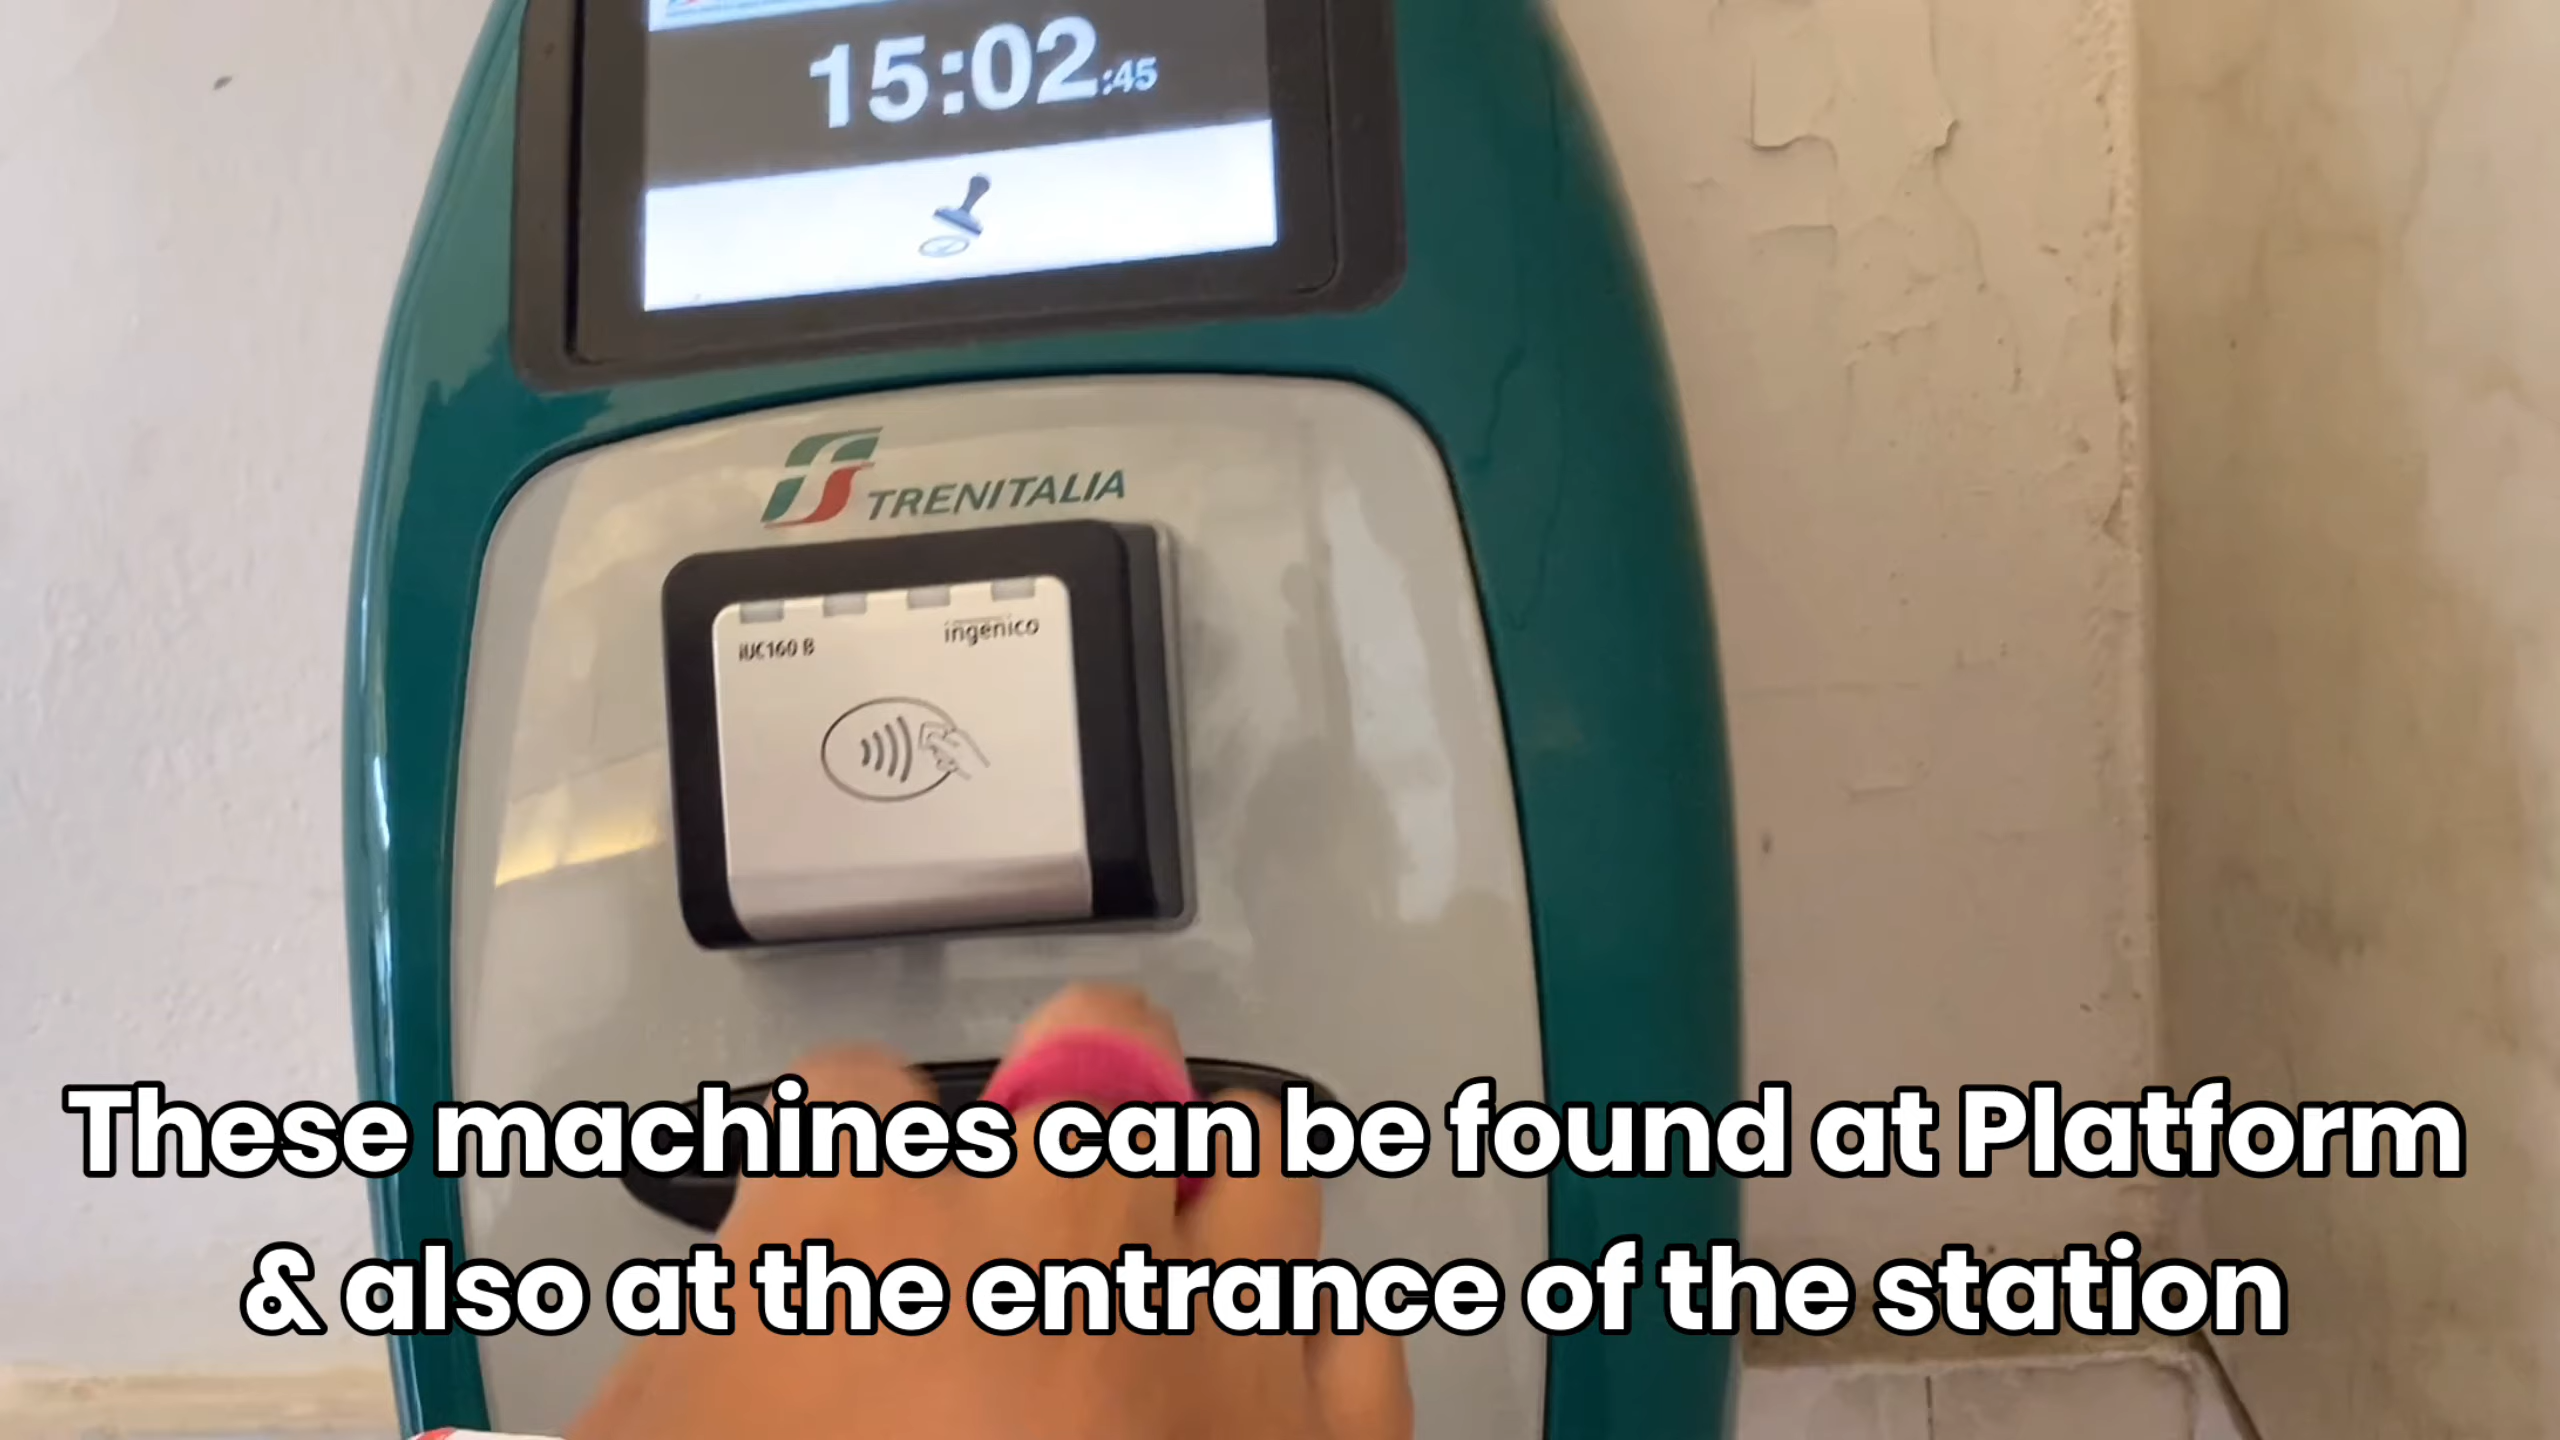 15:02:45
TRENITALIA
iUC160 B
ingenico
These machines can be found at Platform
& also at the entrance of the station